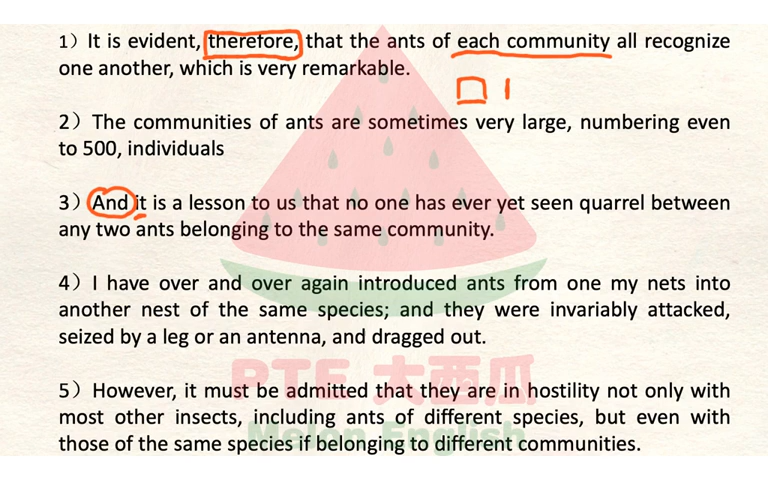 1）It is evident, therefore, that the ants of each community all recognize
one another, which is very remarkable.
2）The communities of ants are sometimes very large, numbering even
to 500, individuals
3）And it is a lesson to us that no one has ever yet seen quarrel between
any two ants belonging to the same community.
4）I have over and over again introduced ants from one my nets into
another nest of the same species; and they were invariably attacked,
seized by a leg or an antenna, and dragged out.
PTE 大西瓜
5）However, it must be admitted that they are in hostility not only with
most other insects, including ants of different species, but even with
those of the same species if belonging to different communities.
Melon English